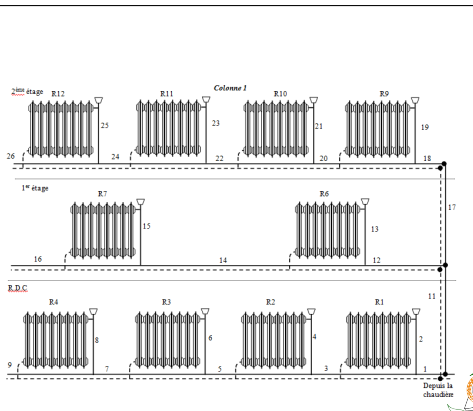 Colonne 1
2ème étage R12 R11 R10 R9
25 23 21 19
26 24 22 20 18
1er étage
R7 R6 17
15 13
16 14 12
R.D.C 11
R4 R3 R2 R1
8 6 4 2
9 7 5 3 1
Depuis la
chaudière